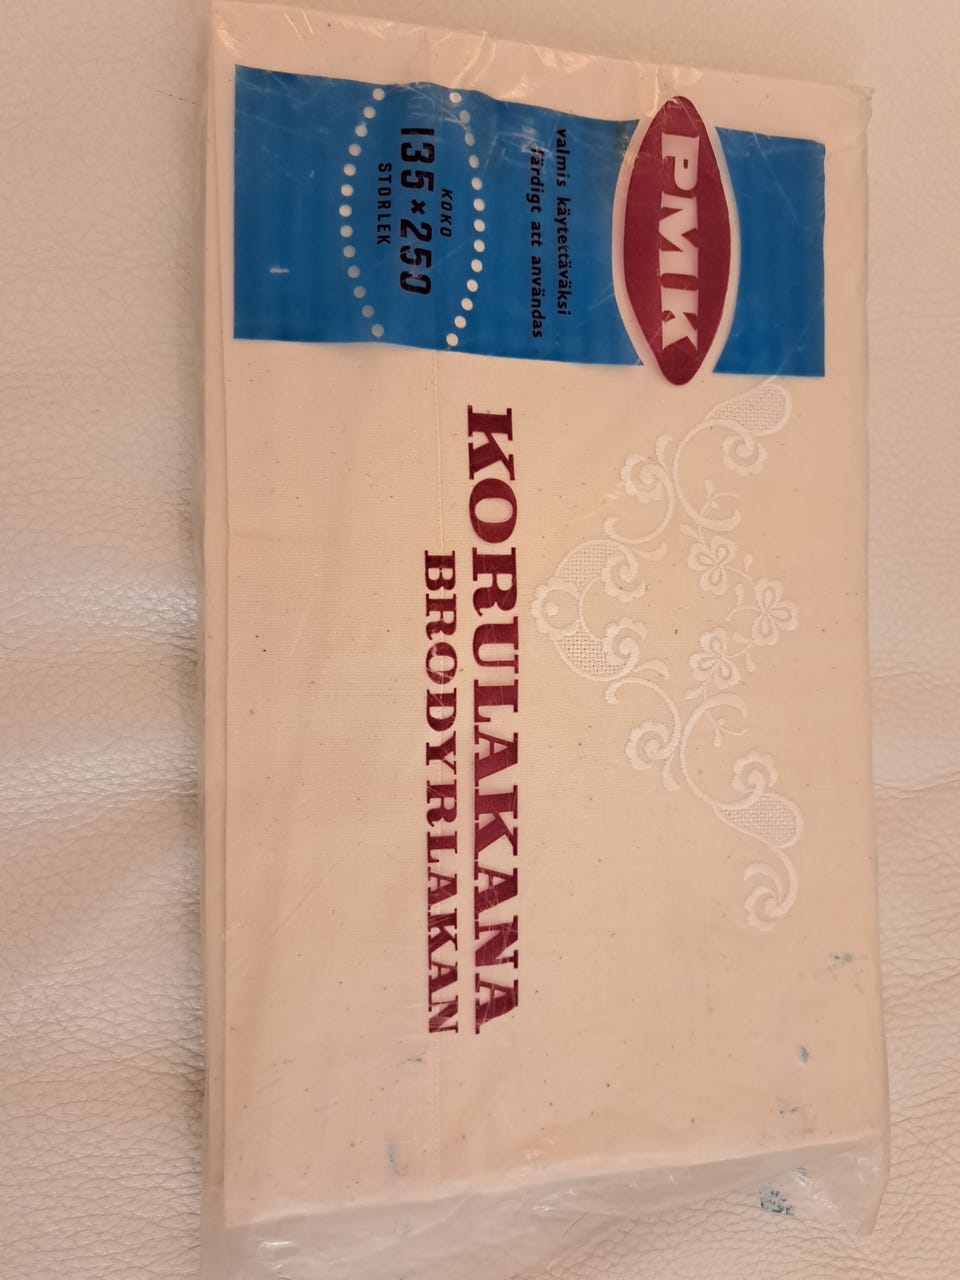 PMK
valmis käytettäväksi
färdigt att användas
KOKO
135×250
STORLEK
KORULAKANA
BRODYRLAKAN